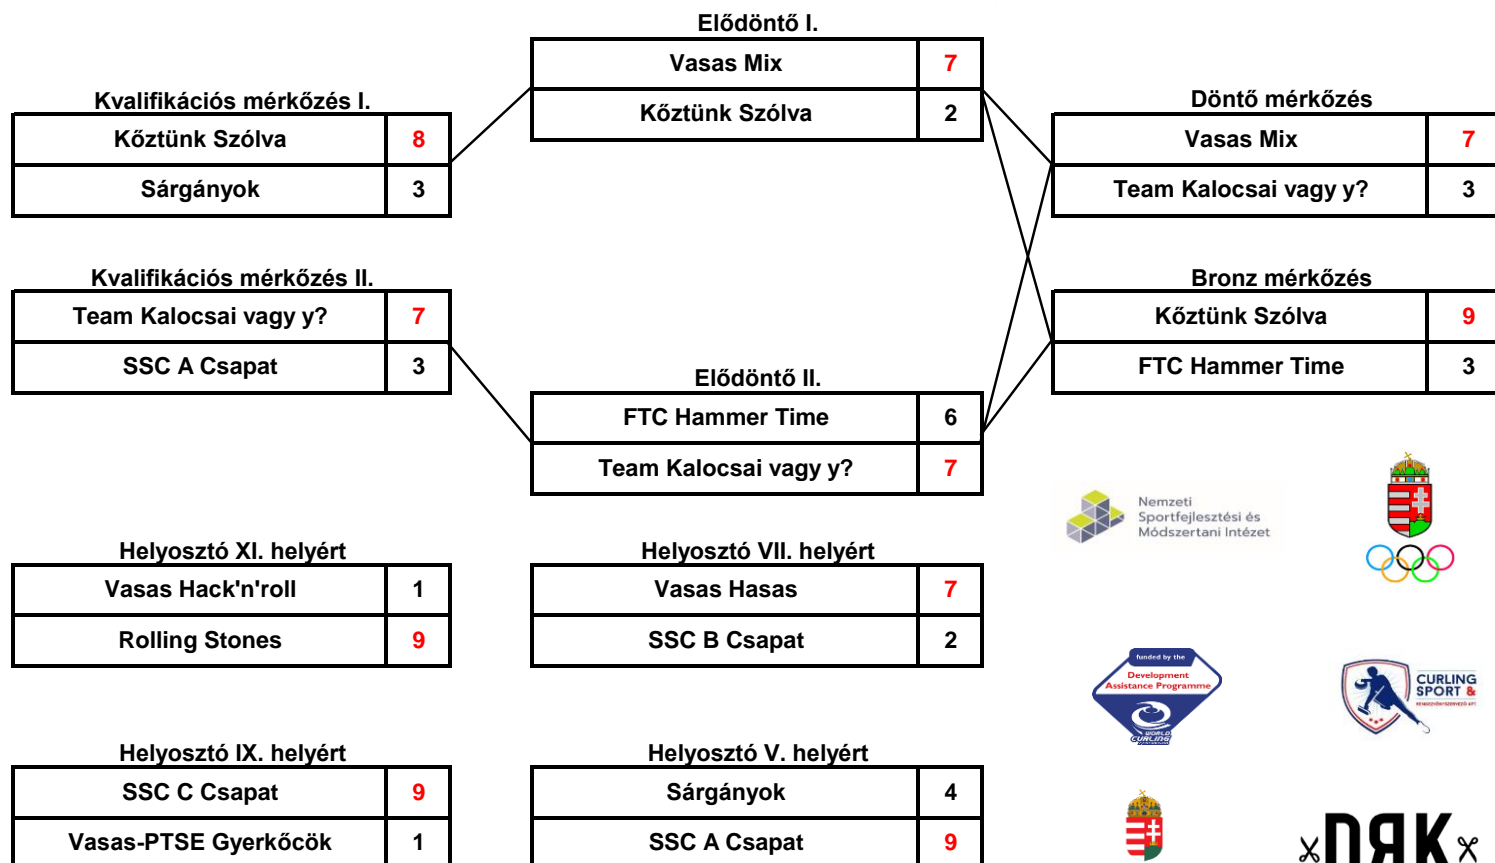 Elődöntő I.
Vasas Mix 7
Kőztünk Szólva 2
Kvalifikációs mérkőzés I.
Kőztünk Szólva 8
Sárgányok 3
Döntő mérkőzés
Vasas Mix 7
Team Kalocsai vagy y? 3
Kvalifikációs mérkőzés II.
Team Kalocsai vagy y? 7
SSC A Csapat 3
Bronz mérkőzés
Kőztünk Szólva 9
FTC Hammer Time 3
Elődöntő II.
FTC Hammer Time 6
Team Kalocsai vagy y? 7
Nemzeti
Sportfejlesztési és
Módszertani Intézet
Helyosztó XI. helyért
Vasas Hack'n'roll 1
Rolling Stones 9
Helyosztó VII. helyért
Vasas Hasas 7
SSC B Csapat 2
funded by the
Development
Assistance Programme
WORLD
CURLING
CURLING
SPORT &
Helyosztó IX. helyért
SSC C Csapat 9
Vasas-PTSE Gyerkőcök 1
Helyosztó V. helyért
Sárgányok 4
SSC A Csapat 9